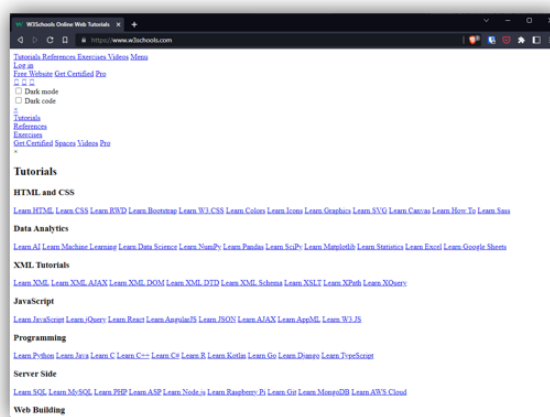 W3Schools Online Web Tutorials
https://www.w3schools.com
Tutorials References Exercises Videos Menu
Log in
Free Website Get Certified Pro
Dark mode
Dark code
×
Tutorials
References
Exercises
Get Certified Spaces Videos Pro
×
Tutorials
HTML and CSS
Learn HTML Learn CSS Learn RWD Learn Bootstrap Learn W3.CSS Learn Colors Learn Icons Learn Graphics Learn SVG Learn Canvas Learn How To Learn Sass
Data Analytics
Learn AI Learn Machine Learning Learn Data Science Learn NumPy Learn Pandas Learn SciPy Learn Matplotlib Learn Statistics Learn Excel Learn Google Sheets
XML Tutorials
Learn XML Learn XML AJAX Learn XML DOM Learn XML DTD Learn XML Schema Learn XSLT Learn XPath Learn XQuery
JavaScript
Learn JavaScript Learn jQuery Learn React Learn AngularJS Learn JSON Learn AJAX Learn AppML Learn W3.JS
Programming
Learn Python Learn Java Learn C Learn C++ Learn C# Learn R Learn Kotlin Learn Go Learn Django Learn TypeScript
Server Side
Learn SQL Learn MySQL Learn PHP Learn ASP Learn Node.js Learn Raspberry Pi Learn Git Learn MongoDB Learn AWS Cloud
Web Building